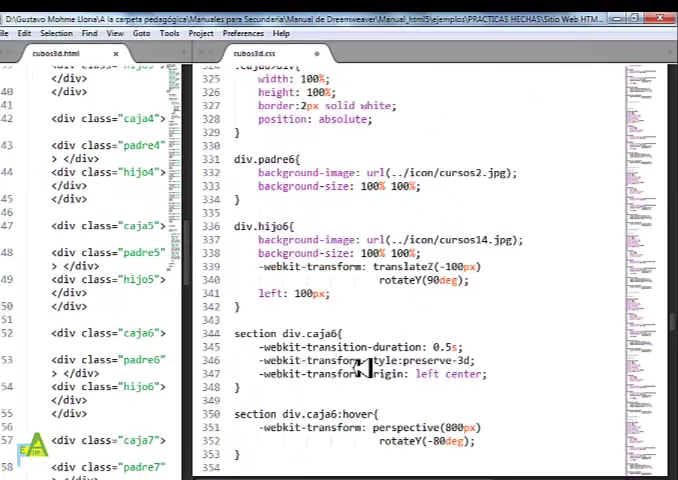 D:\Gustavo Mohme Llona\A la carpeta pedagógica\Manuales para Secundaria\Manual de Dreamweaver\Manual_html5\ejemplos\PRACTICAS HECHAS\Sitio Web HTM...
Edit Selection Find View Goto Tools Project Preferences Help
cubos3d.html
</div>
40 </div>
41
42 <div class="caja4">
43 <div class="padre4"
> </div>
44 <div class="hijo4">
</div>
45 </div>
46
47 <div class="caja5">
48 <div class="padre5"
> </div>
49 <div class="hijo5">
</div>
50 </div>
51
52 <div class="caja6">
53 <div class="padre6"
> </div>
54 <div class="hijo6">
</div>
55 </div>
56
57 <div class="caja7">
58 <div class="padre7"
cubos3d.css
325 width: 100%;
326 height: 100%;
327 border:2px solid white;
328 position: absolute;
329 }
330
331 div.padre6{
332 background-image: url(../icon/cursos2.jpg);
333 background-size: 100% 100%;
334 }
335
336 div.hijo6{
337 background-image: url(../icon/cursos14.jpg);
338 background-size: 100% 100%;
339 -webkit-transform: translateZ(-100px)
340 rotateY(90deg);
341 left: 100px;
342 }
343
344 section div.caja6{
345 -webkit-transition-duration: 0.5s;
346 -webkit-transform tyle:preserve-3d;
347 -webkit-transfor rigin: left center;
348 }
349
350 section div.caja6:hover{
351 -webkit-transform: perspective(800px)
352 rotateY(-80deg);
353 }
354